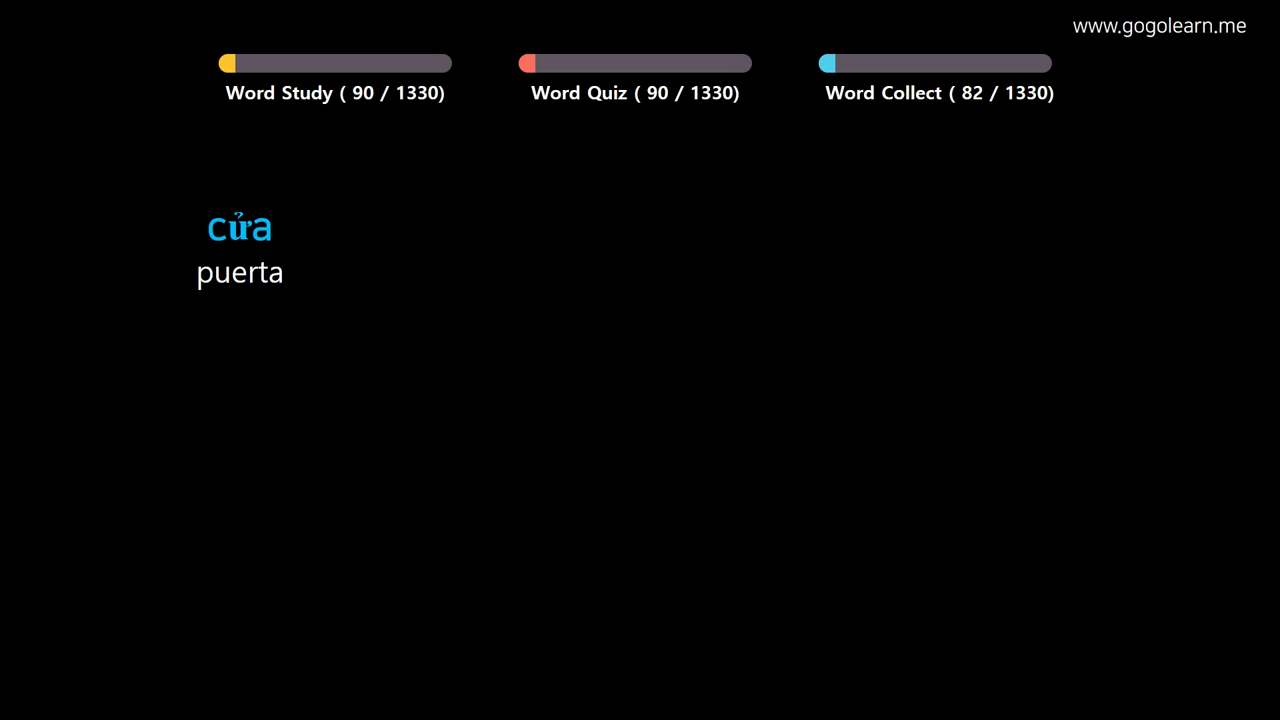 www.gogolearn.me
Word Study ( 90 / 1330)
Word Quiz ( 90 / 1330)
Word Collect ( 82 / 1330)
cửa
puerta